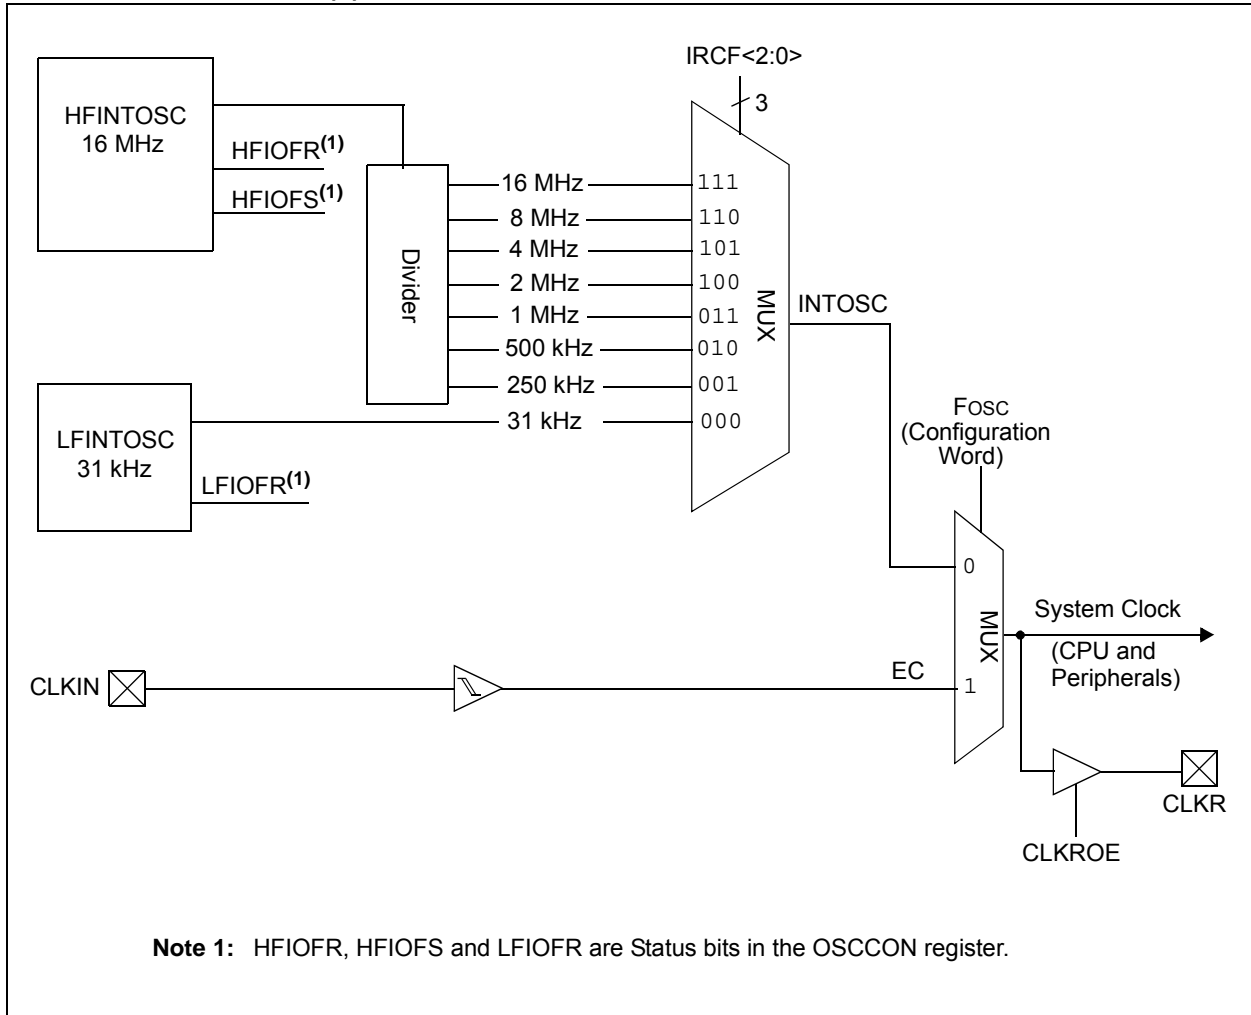 IRCF<2:0>
3
HFINTOSC
16 MHz
HFIOFR(1)
HFIOFS(1)
Divider
16 MHz
8 MHz
4 MHz
2 MHz
1 MHz
500 kHz
250 kHz
31 kHz
111
110
101
100
011
010
001
000
MUX
INTOSC
LFINTOSC
31 kHz
LFIOFR(1)
FOSC
(Configuration
Word)
0
MUX
1
System Clock
(CPU and
Peripherals)
CLKIN
EC
CLKR
CLKROE
Note 1: HFIOFR, HFIOFS and LFIOFR are Status bits in the OSCCON register.